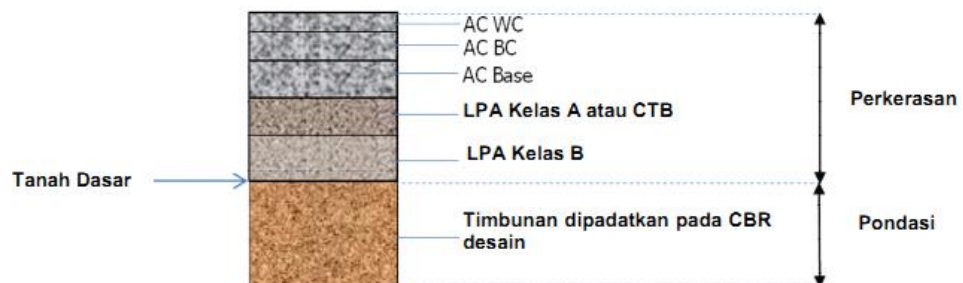 AC WC
AC BC
AC Base
LPA Kelas A atau CTB
LPA Kelas B
Perkerasan
Tanah Dasar
Timbunan dipadatkan pada CBR
desain
Pondasi